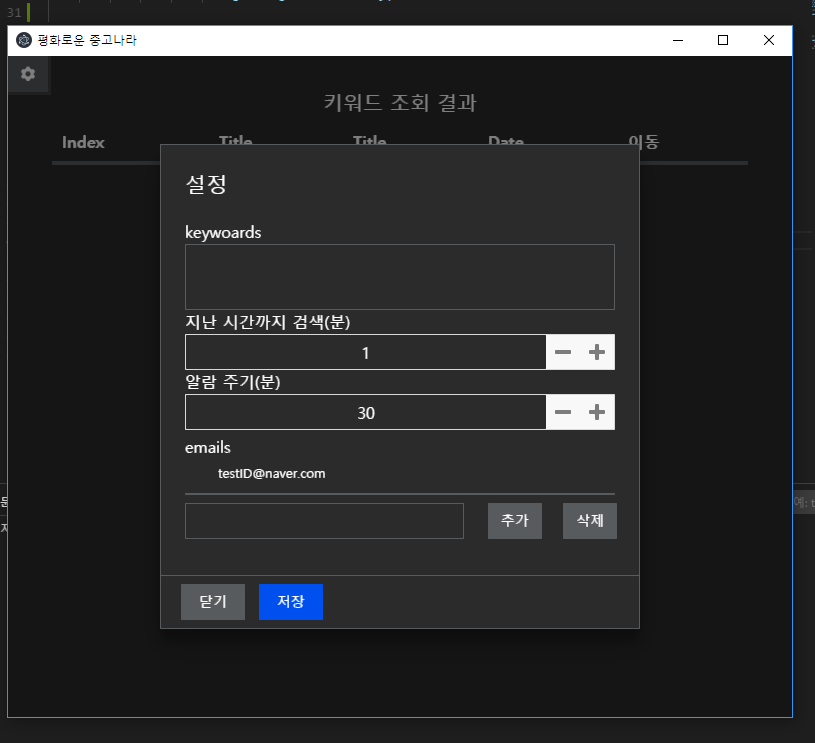 31
평화로운 중고나라
키워드 조회 결과
Index Title Title Date 이동
설정
keywoards
지난 시간까지 검색(분)
1
알람 주기(분)
30
emails
testID@naver.com
추가 삭제
닫기 저장